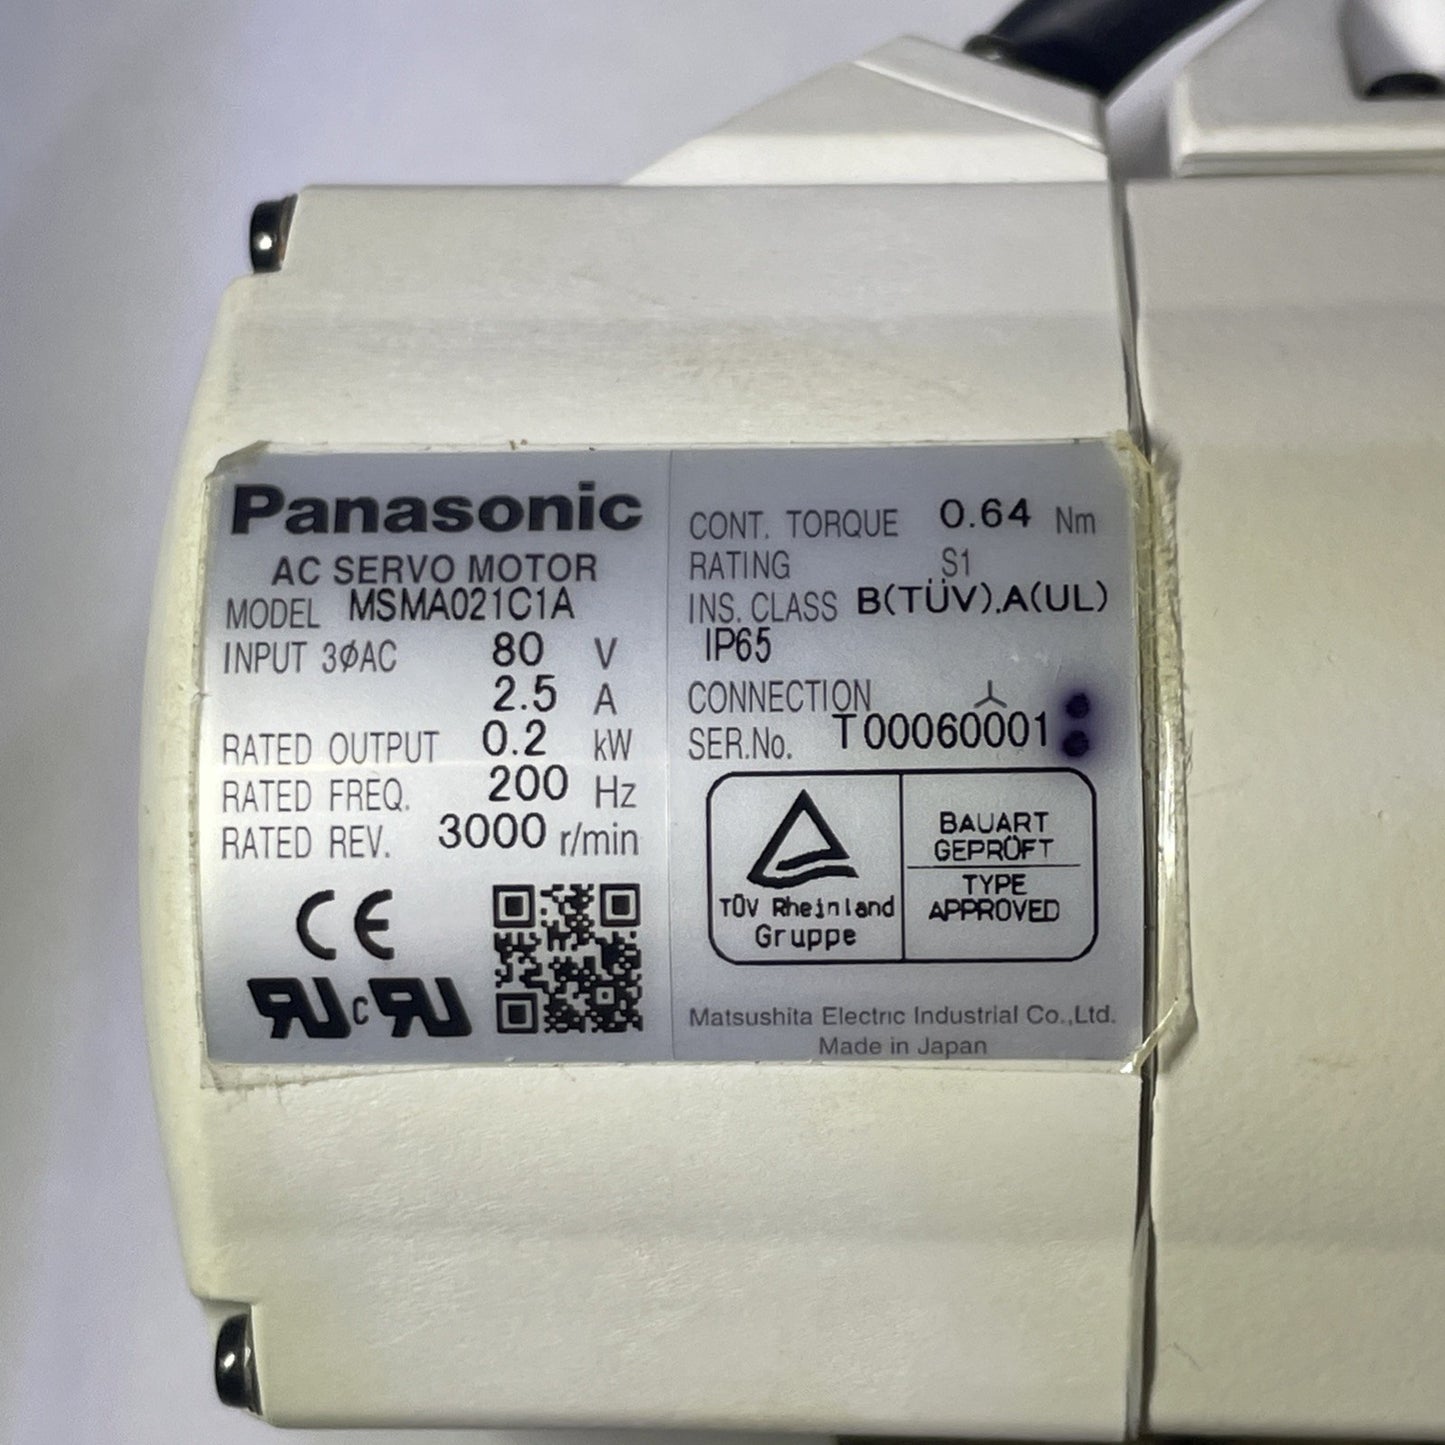 Panasonic
AC SERVO MOTOR
MODEL MSMA021C1A
INPUT 3ϕAC 80 V
2.5 A
RATED OUTPUT 0.2 kW
RATED FREQ. 200 Hz
RATED REV. 3000 r/min
CE
c
CONT. TORQUE 0.64 Nm
RATING S1
INS. CLASS B(TÜV),A(UL)
IP65
CONNECTION
SER.No. T00060001
TÜV Rheinland
Gruppe
BAUART
GEPRÜFT
TYPE
APPROVED
Matsushita Electric Industrial Co.,Ltd.
Made in Japan